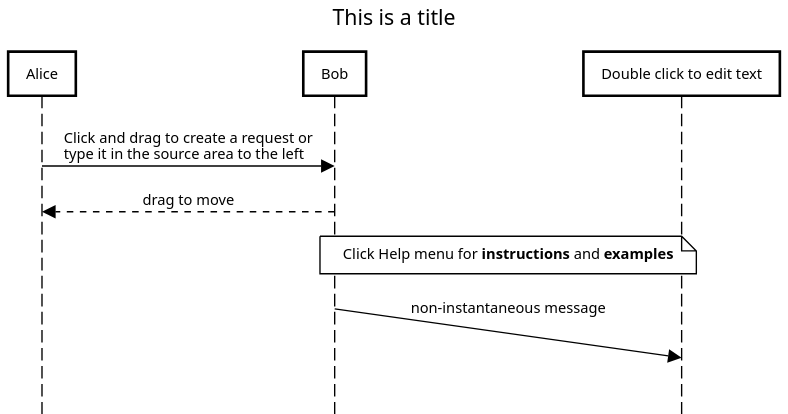 This is a title
Alice
Bob
Double click to edit text
Click and drag to create a request or
type it in the source area to the left
drag to move
Click Help menu for instructions and examples
non-instantaneous message